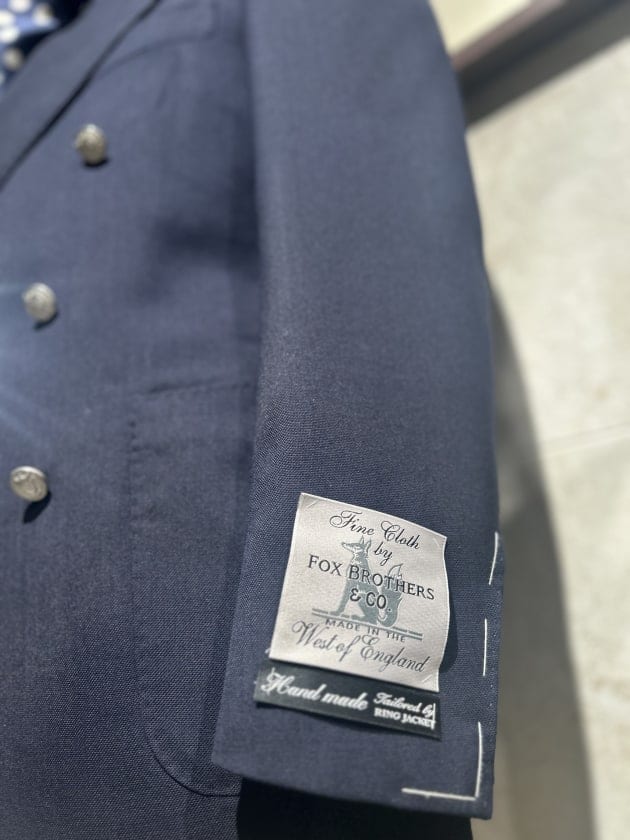 Fine Cloth
by
FOX BROTHERS
& CO.
MADE IN THE
West of England
Hand made Tailored by
RING JACKET